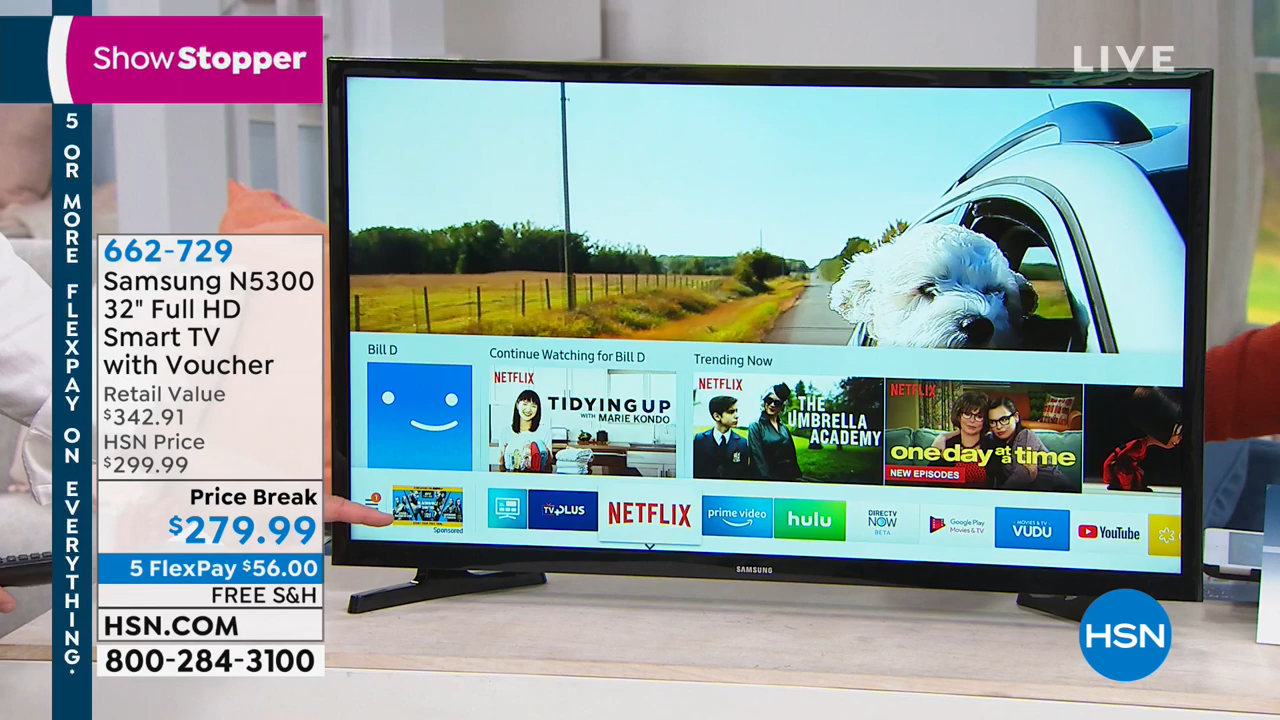 ShowStopper
LIVE
5 OR MORE FLEXPAY ON EVERYTHING.
662-729
Samsung N5300
32" Full HD
Smart TV
with Voucher
Retail Value
$342.91
HSN Price
$299.99
Price Break
$279.99
5 FlexPay $56.00
FREE S&H
HSN.COM
800-284-3100
Bill D
Continue Watching for Bill D
Trending Now
NETFLIX
TIDYING UP
WITH MARIE KONDO
NETFLIX
THE
UMBRELLA
ACADEMY
NETFLIX
one day at a time
NEW EPISODES
1
Sponsored
TV PLUS
NETFLIX
prime video
hulu
DIRECTV
NOW
BETA
Google Play
Movies & TV
MOVIES & TV
VUDU
YouTube
SAMSUNG
HSN